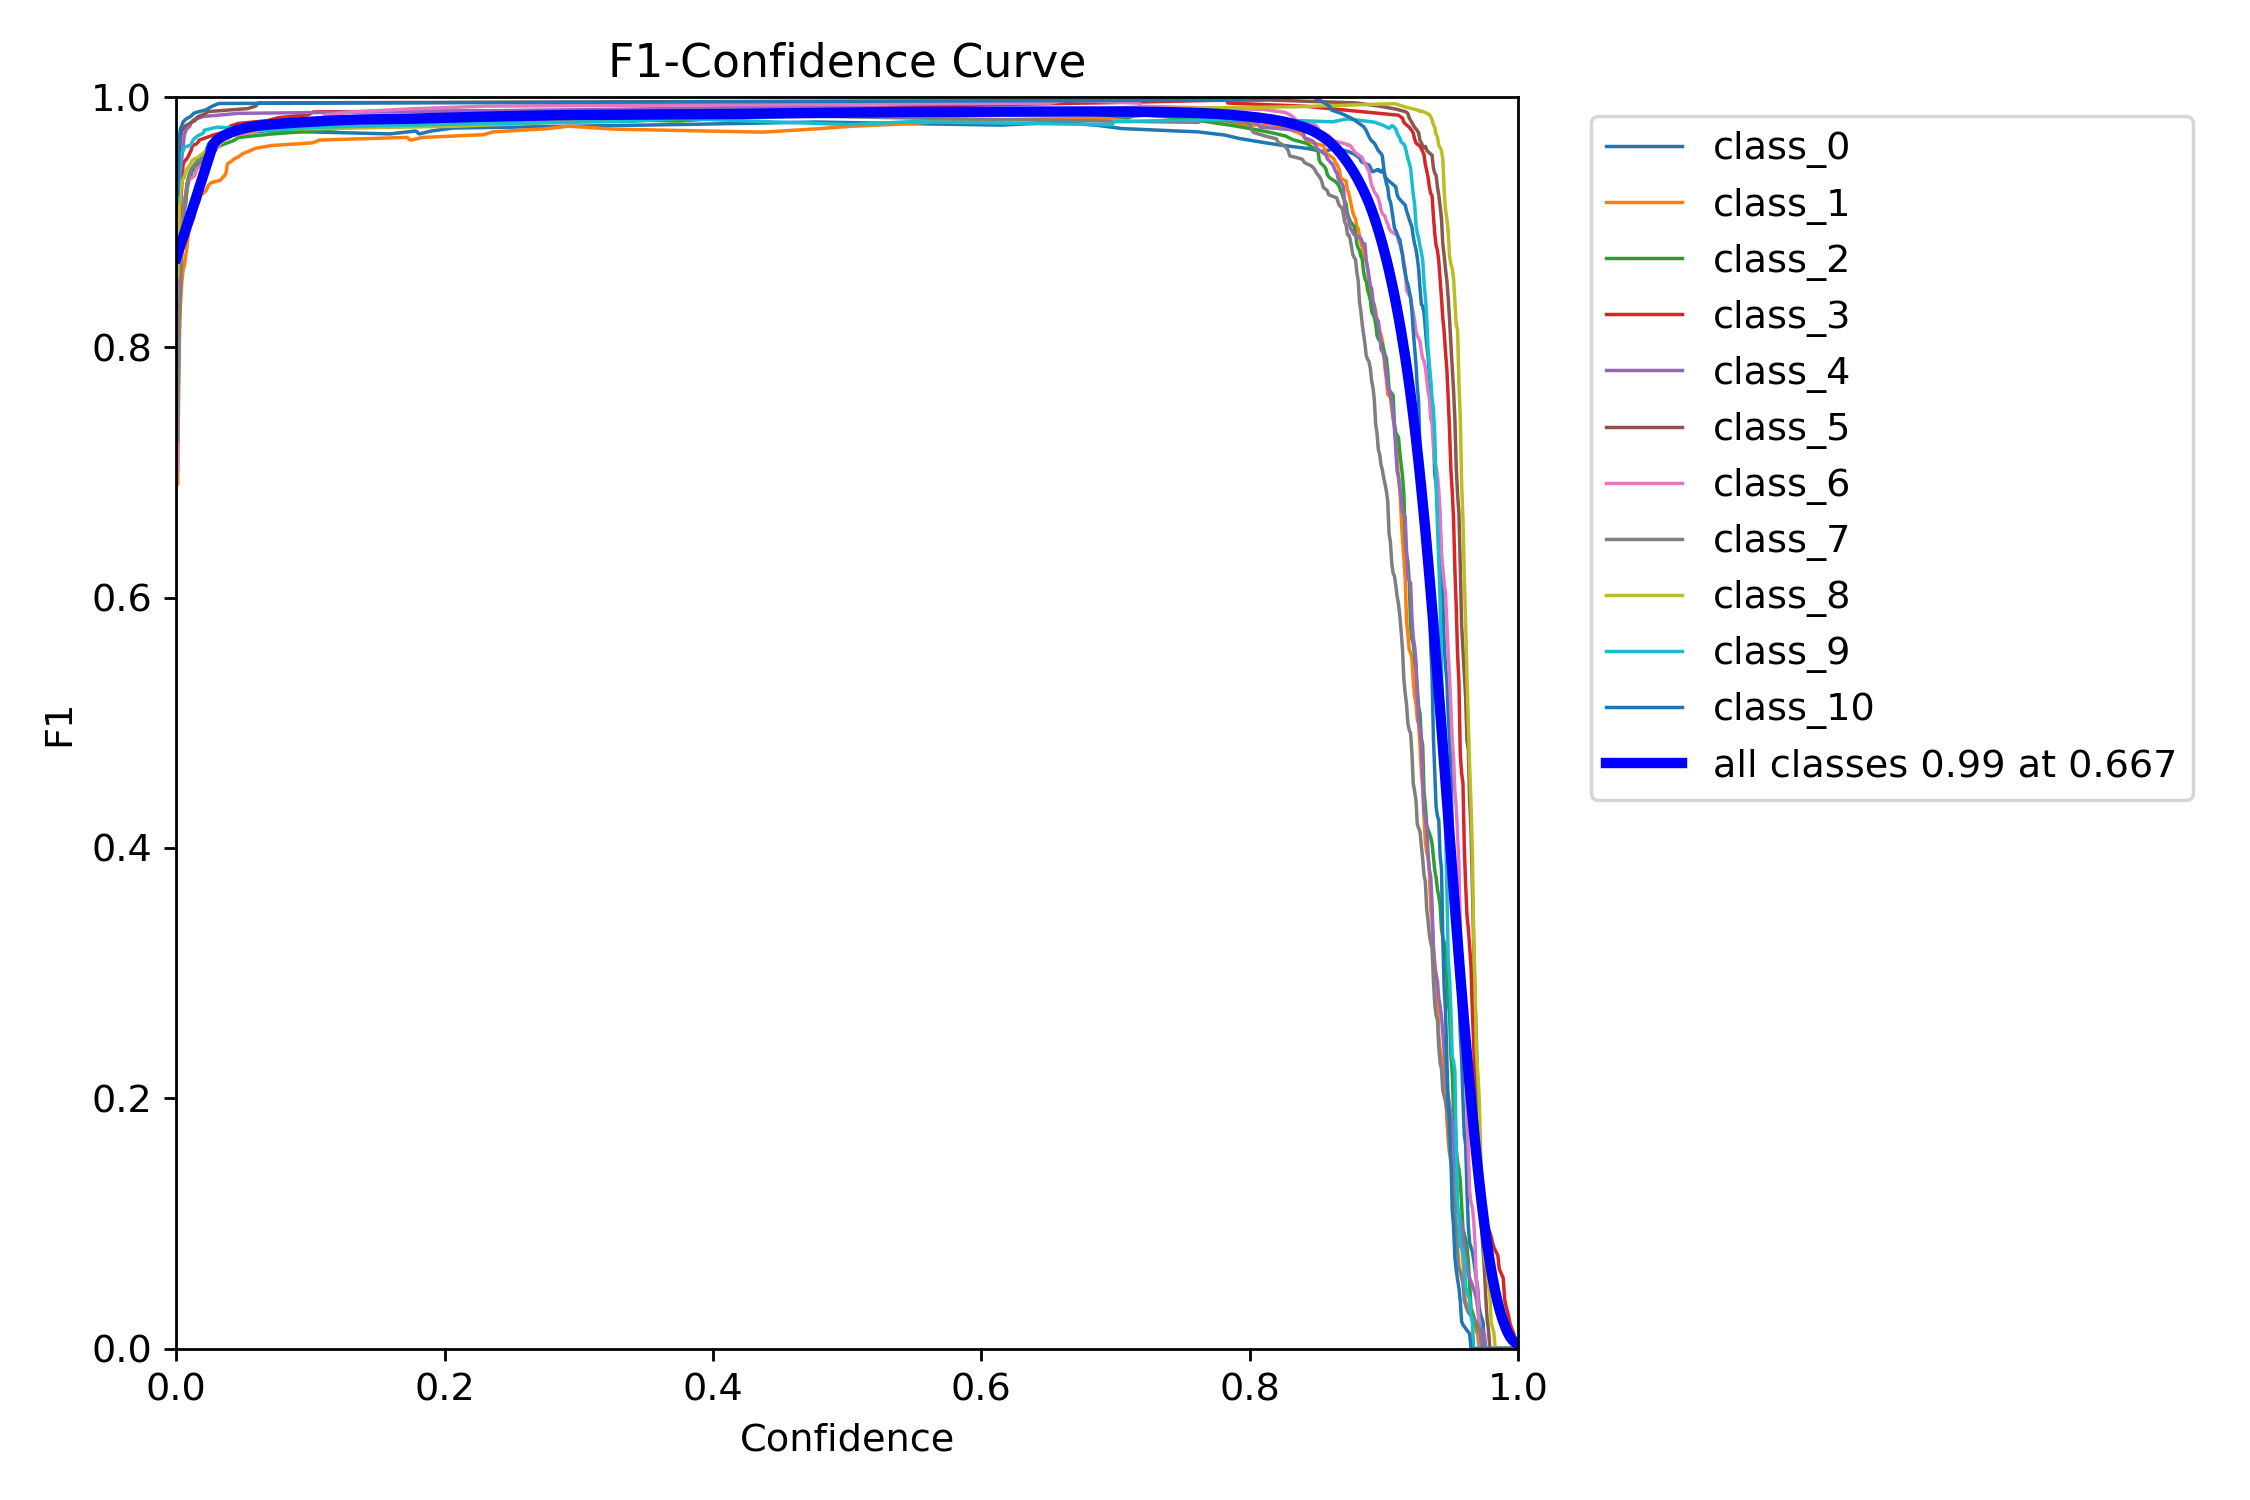 F1-Confidence Curve
1.0
0.8
0.6
0.4
0.2
0.0
F1
0.0 0.2 0.4 0.6 0.8 1.0
Confidence
class_0
class_1
class_2
class_3
class_4
class_5
class_6
class_7
class_8
class_9
class_10
all classes 0.99 at 0.667